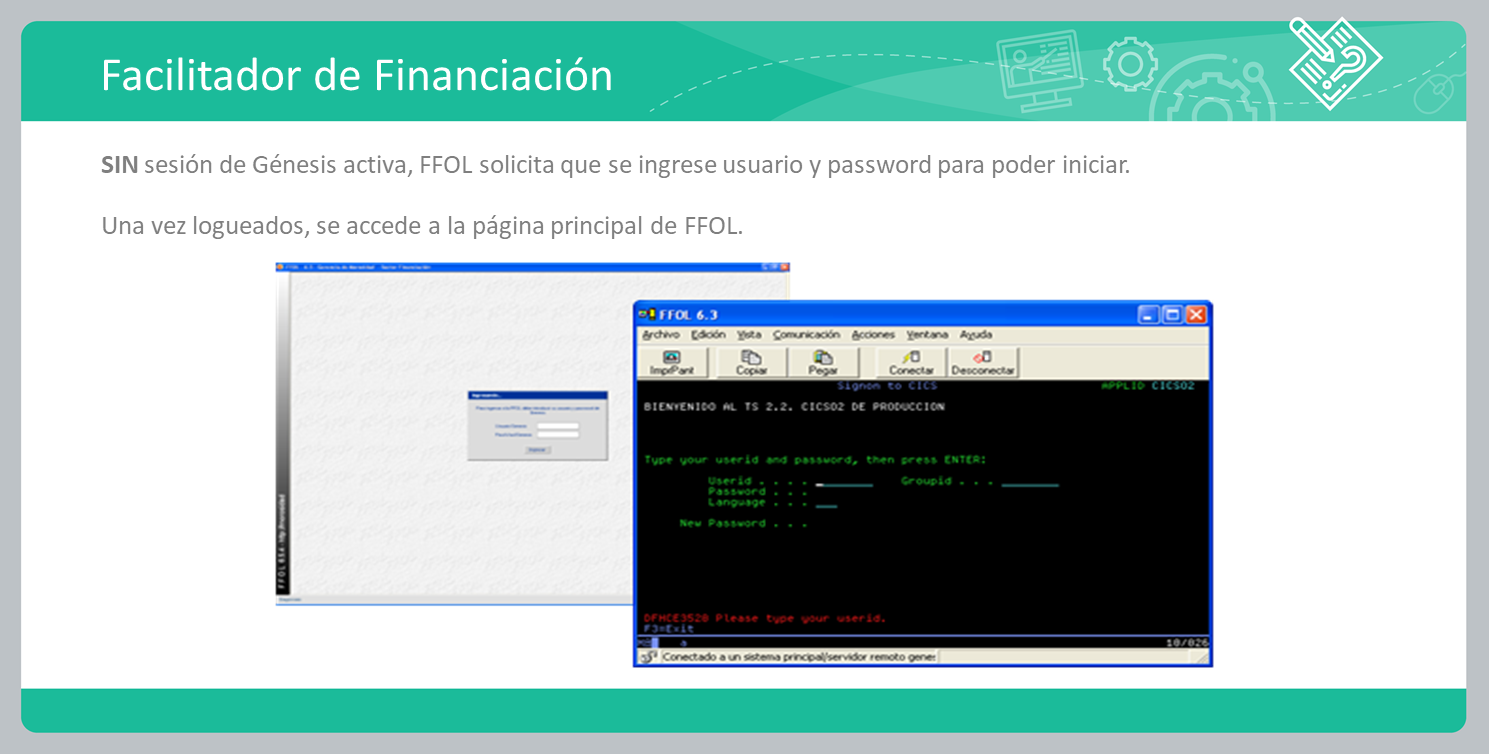 Facilitador de Financiación
SIN sesión de Génesis activa, FFOL solicita que se ingrese usuario y password para poder iniciar.
Una vez logueados, se accede a la página principal de FFOL.
Ingresando...
FFOL 6.3
Archivo Edición Vista Comunicación Acciones Ventana Ayuda
ImprPant Copiar Pegar Conectar Desconectar
Signon to CICS APPLID CICS02
BIENVENIDO AL TS 2.2. CICS02 DE PRODUCCION
Type your userid and password, then press ENTER:
Userid . . . . Groupid . . .
Password . . .
Language . . .
New Password . . .
DFHCE3520 Please type your userid.
F3=Exit
a 10/026
Conectado a un sistema principal/servidor remoto gene